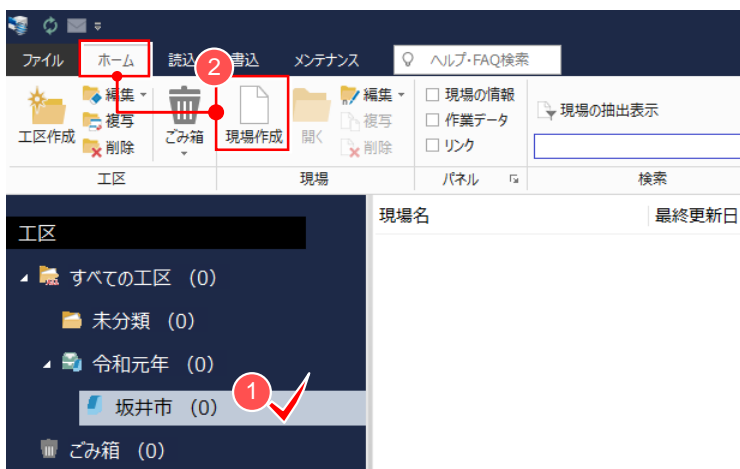 ファイル ホーム 読込 書込 メンテナンス ヘルプ・FAQ検索
2
工区作成 編集 複写 削除 ごみ箱 現場作成 開く 編集 複写 削除 現場の情報 作業データ リンク 現場の抽出表示
工区 現場 パネル 検索
工区
現場名 最終更新日
すべての工区 (0)
未分類 (0)
令和元年 (0)
1
坂井市 (0)
ごみ箱 (0)